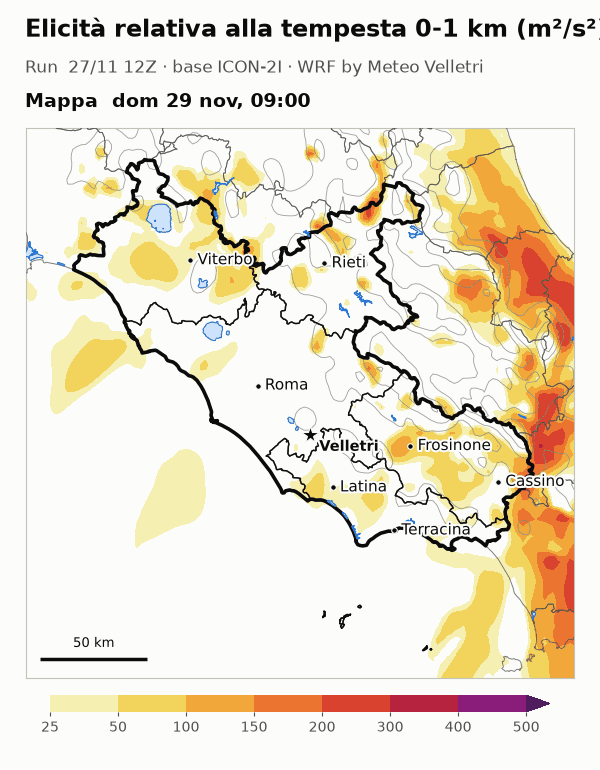 Elicità relativa alla tempesta 0-1 km (m²/s²)
Run 27/11 12Z · base ICON-2I · WRF by Meteo Velletri
Mappa dom 29 nov, 09:00
Viterbo
Rieti
Roma
Velletri
Frosinone
Latina
Cassino
Terracina
50 km
25 50 100 150 200 300 400 500